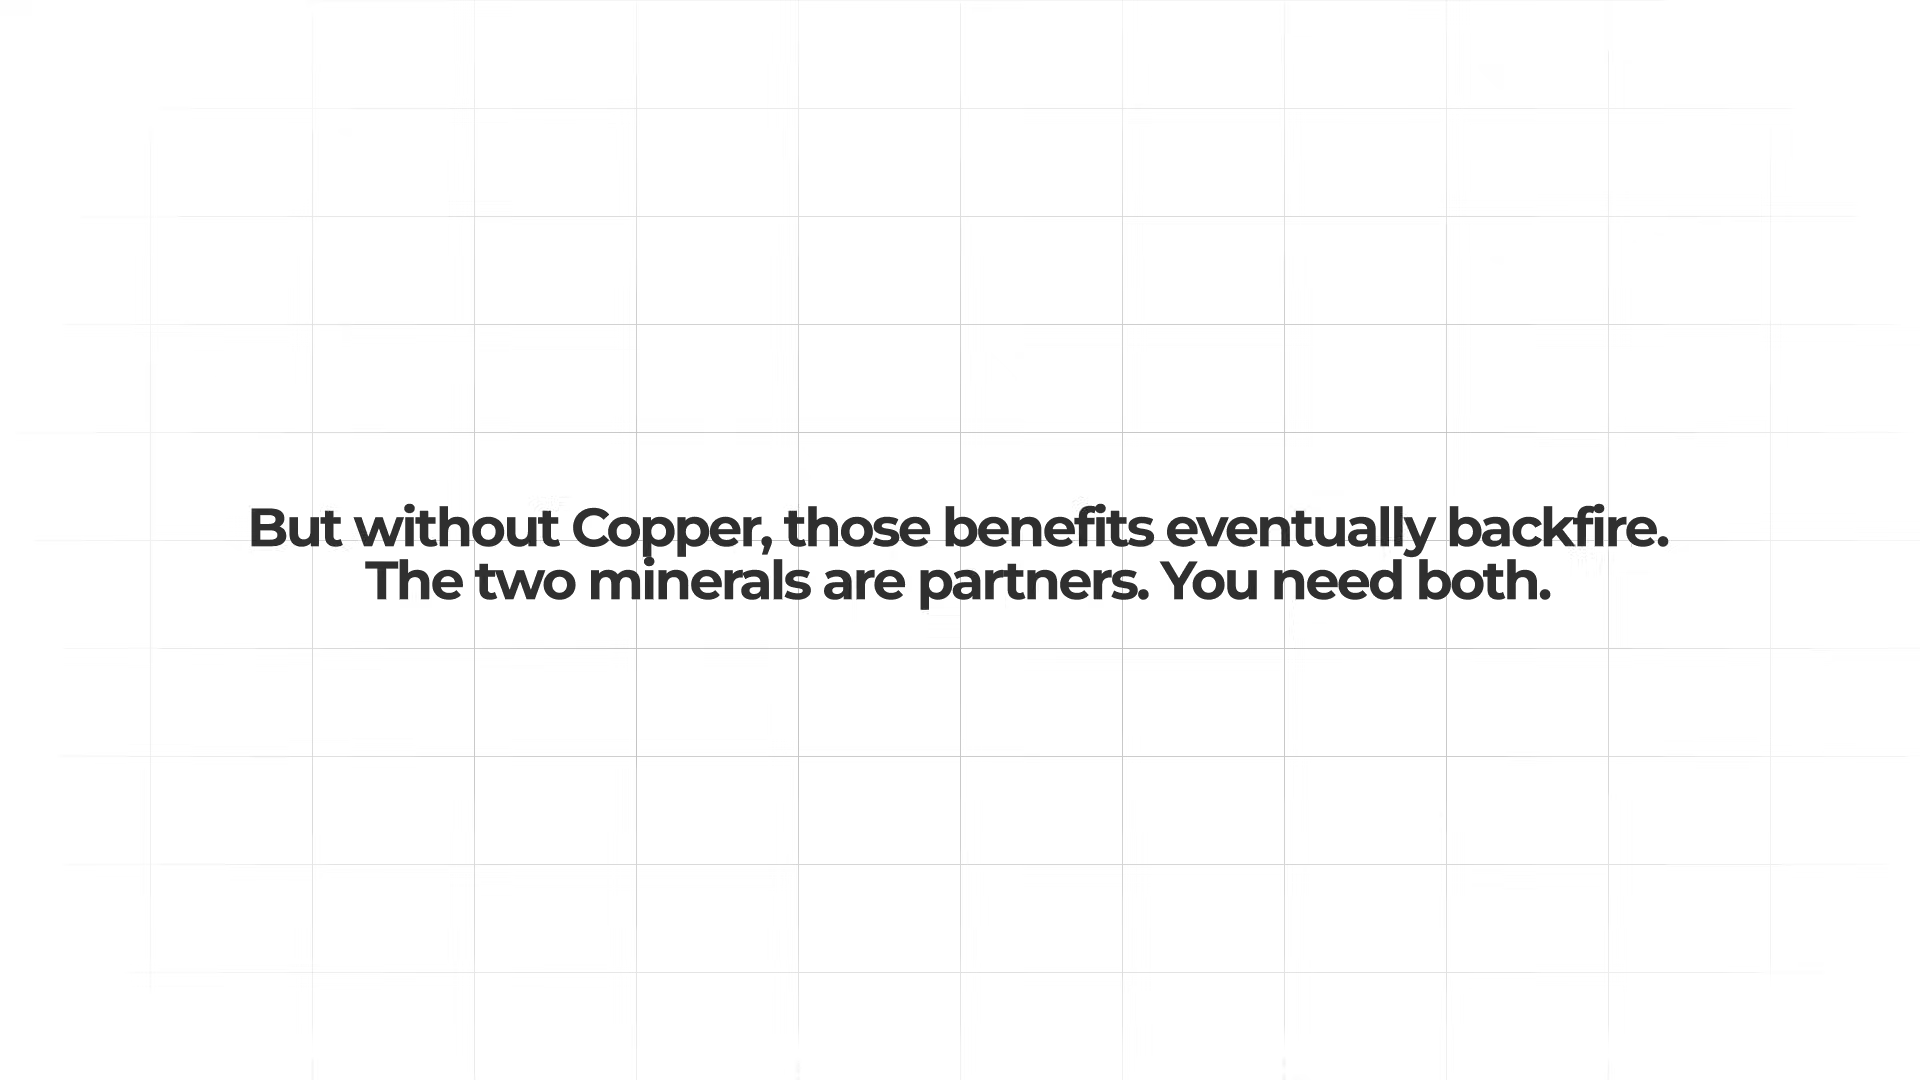 But without Copper, those benefits eventually backfire.
The two minerals are partners. You need both.